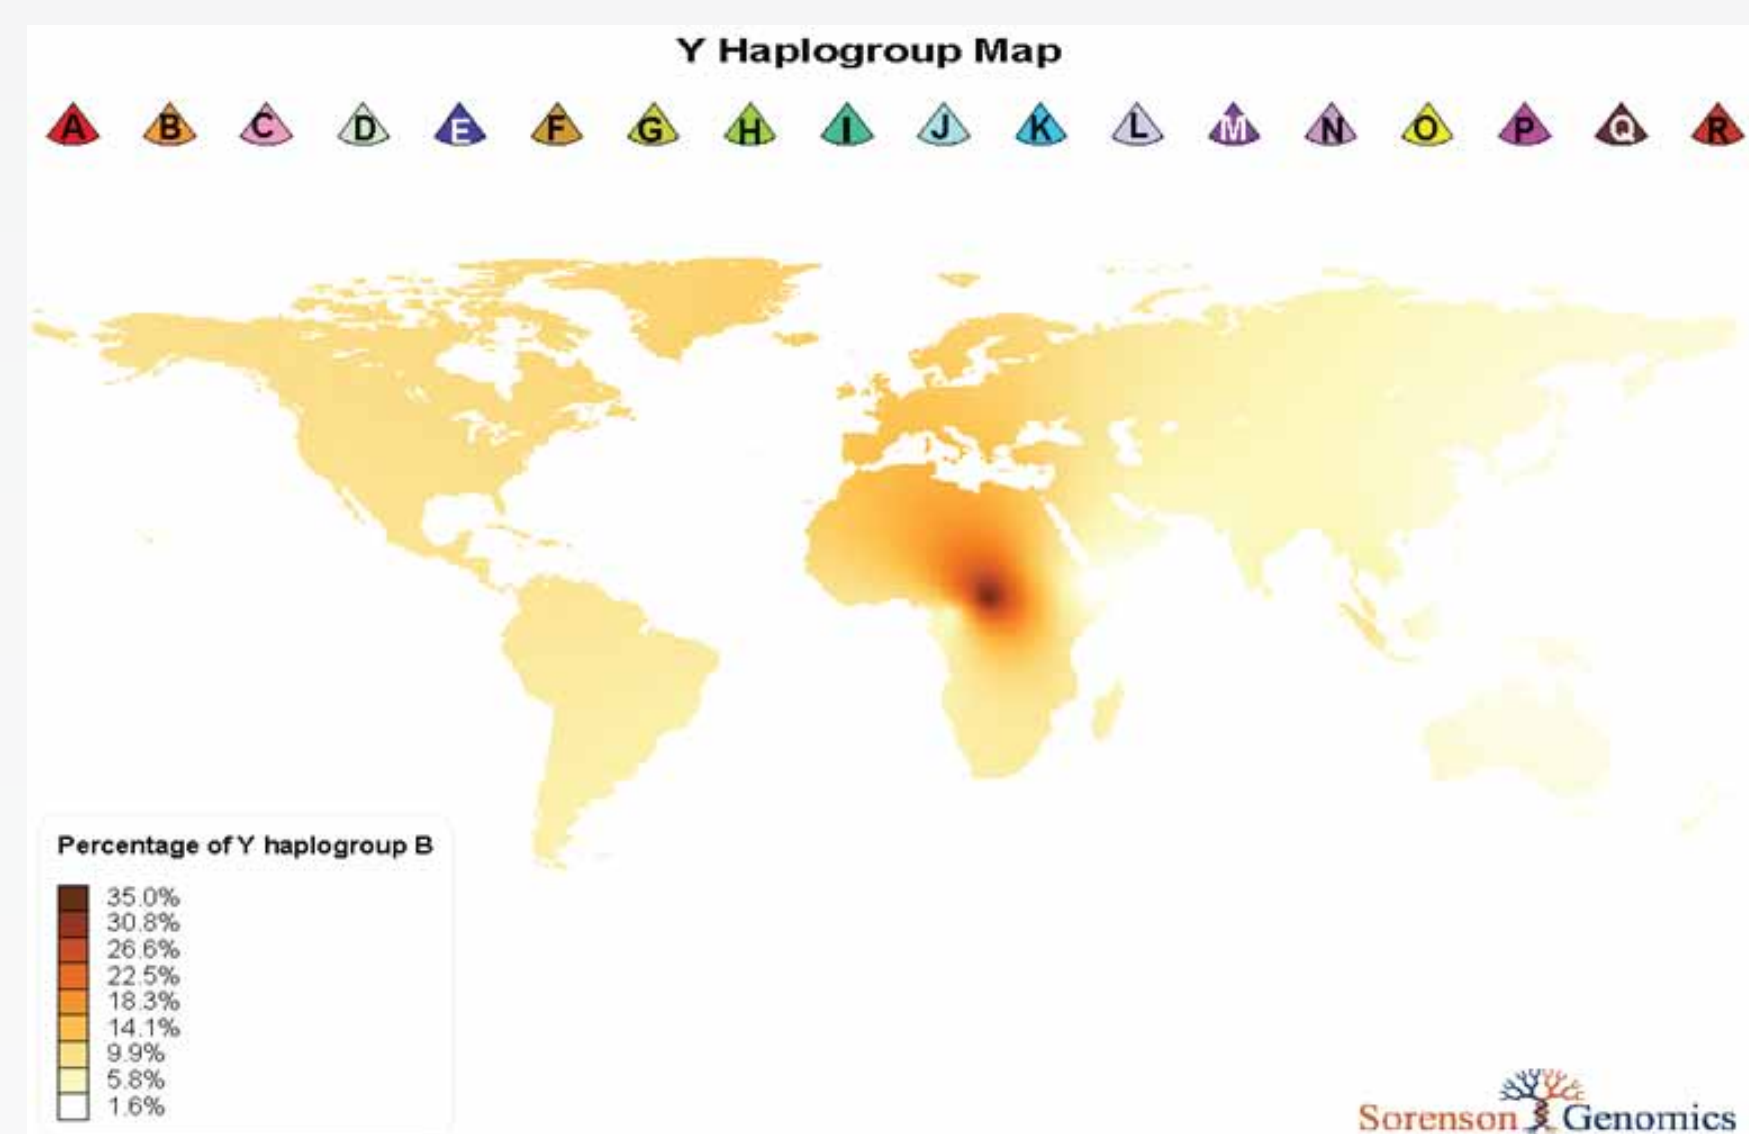 Y Haplogroup Map
A B C D E F G H I J K L M N O P Q R
Percentage of Y haplogroup B
35.0%
30.8%
26.6%
22.5%
18.3%
14.1%
9.9%
5.8%
1.6%
Sorenson Genomics